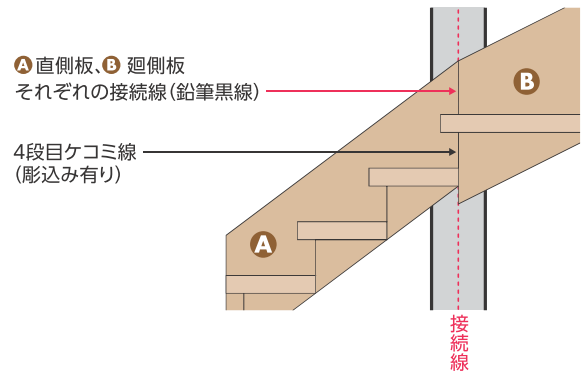 A直側板、B 廻側板
それぞれの接続線(鉛筆黒線)
4段目ケコミ線
(彫込み有り)
B
A
接続線